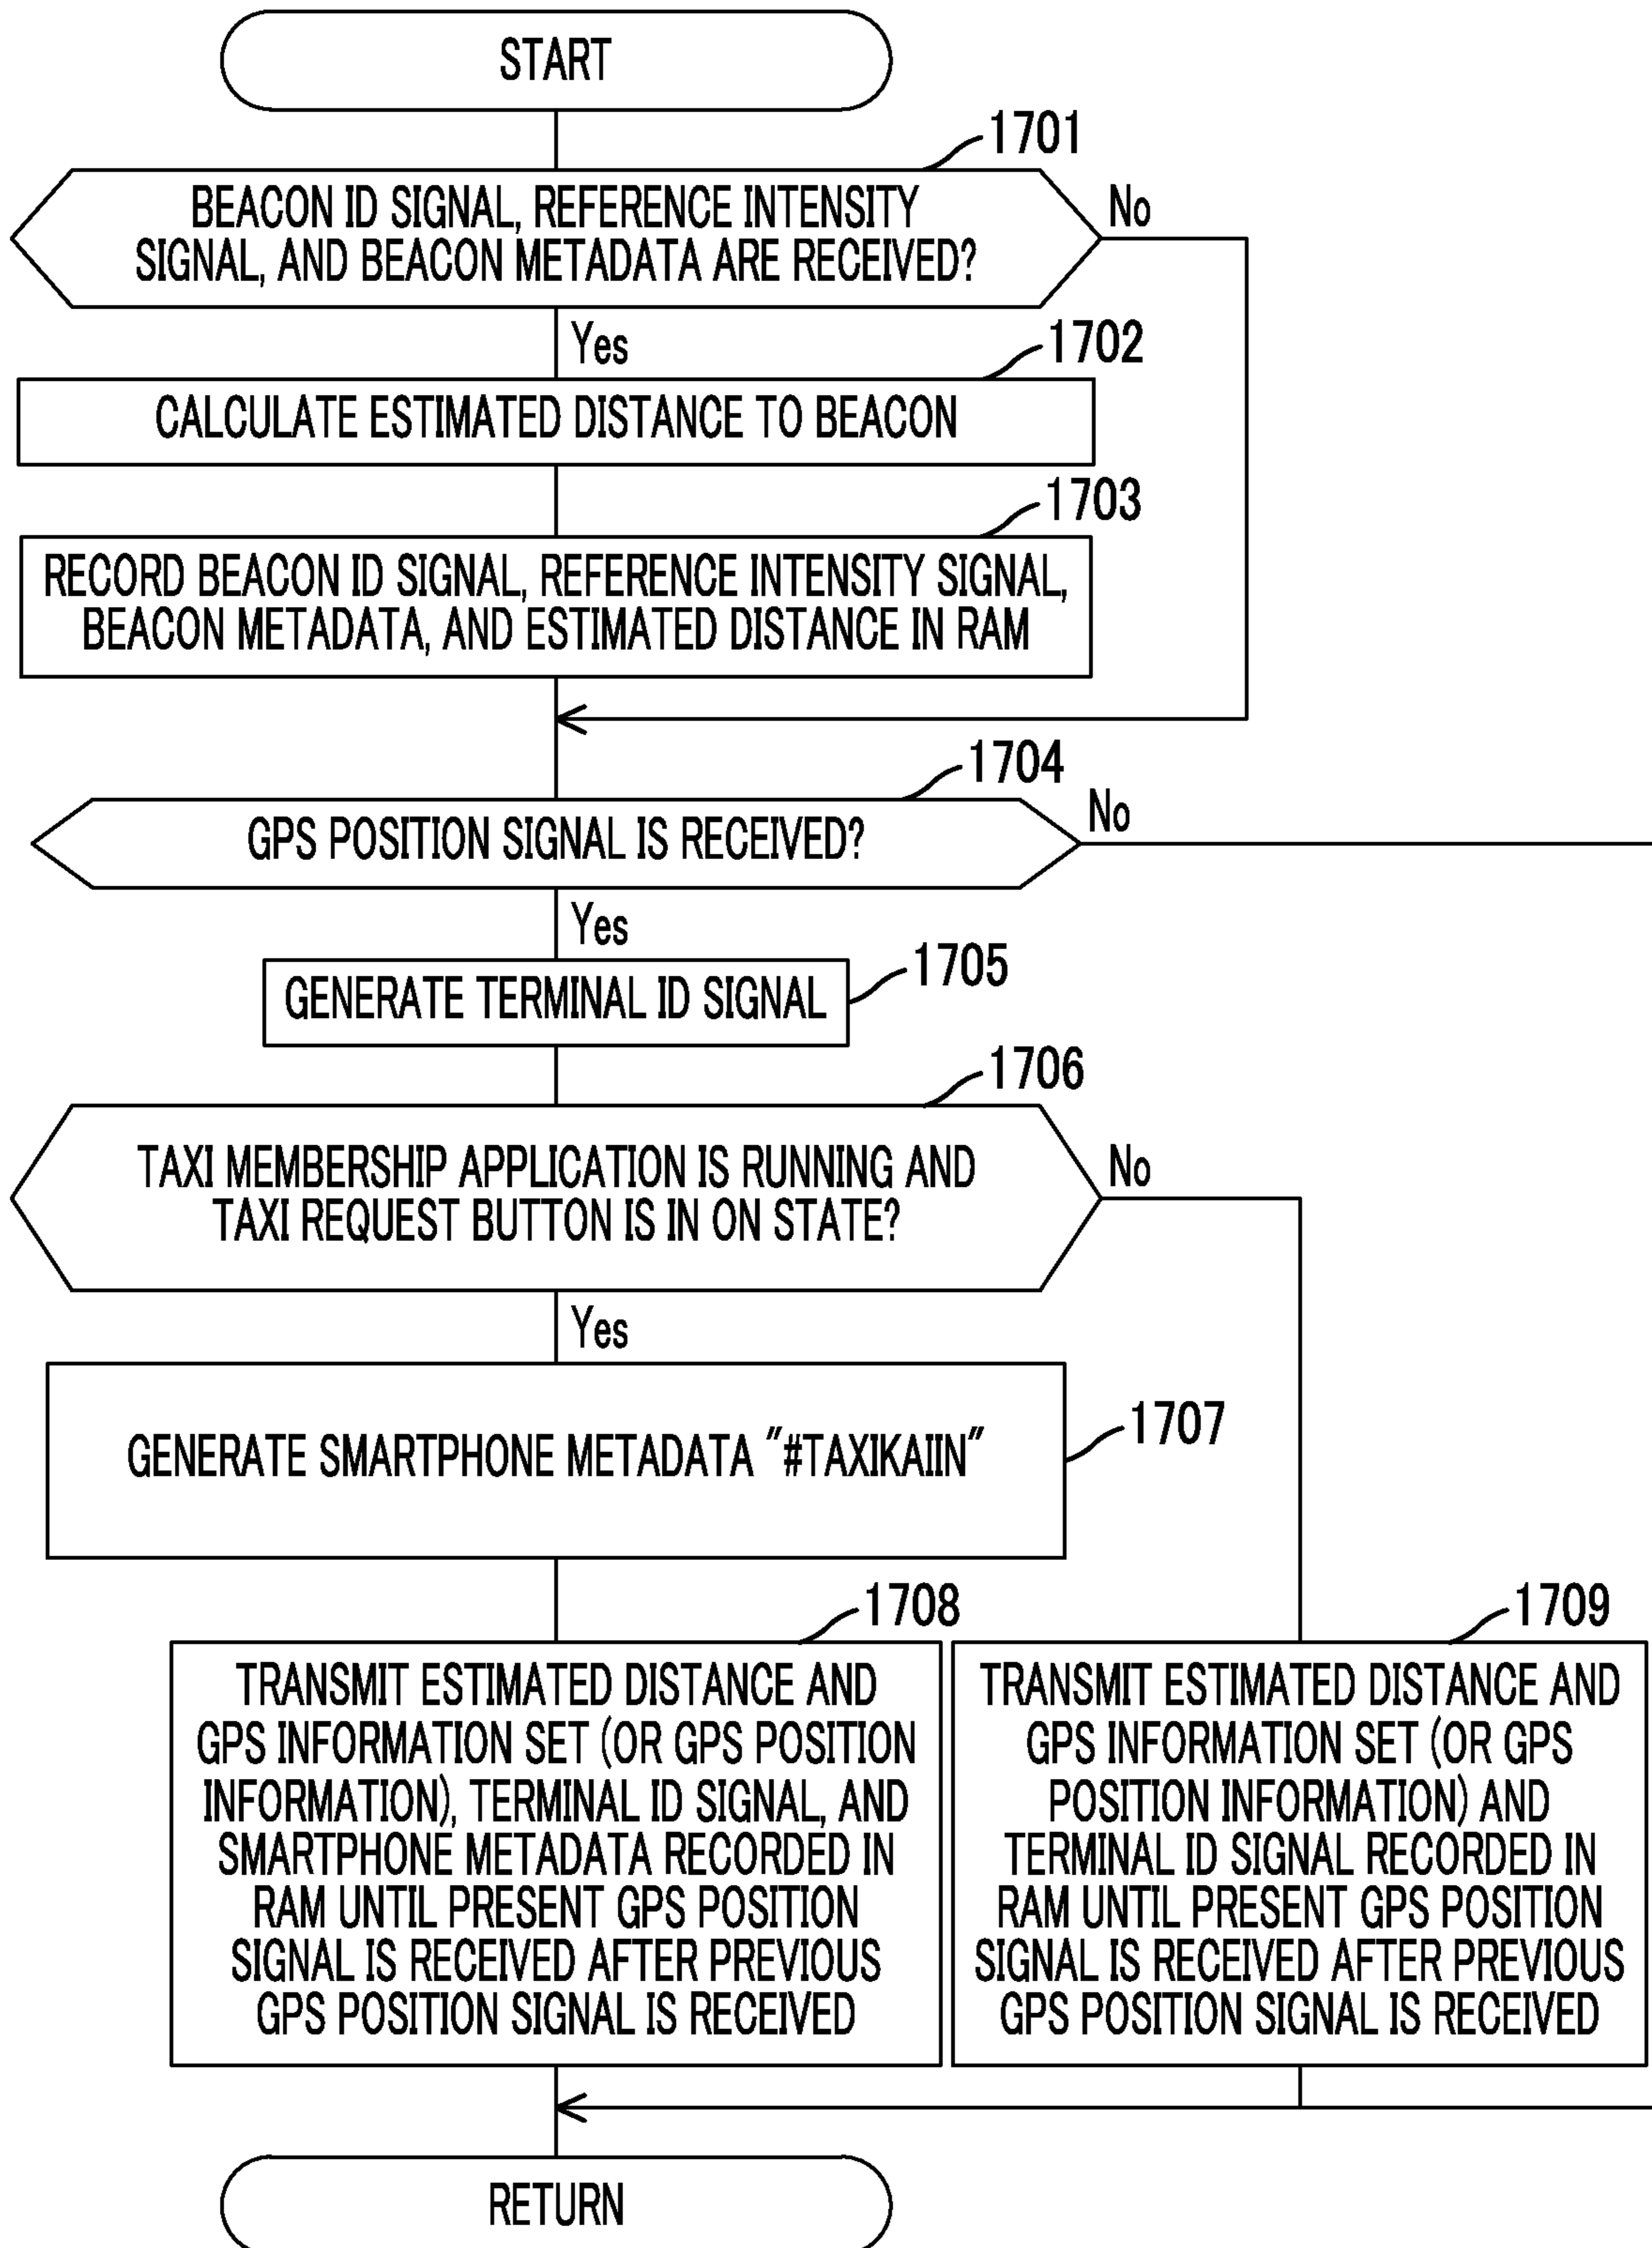 START
1701
BEACON ID SIGNAL, REFERENCE INTENSITY
SIGNAL, AND BEACON METADATA ARE RECEIVED?
No
Yes
1702
CALCULATE ESTIMATED DISTANCE TO BEACON
1703
RECORD BEACON ID SIGNAL, REFERENCE INTENSITY SIGNAL,
BEACON METADATA, AND ESTIMATED DISTANCE IN RAM
1704
GPS POSITION SIGNAL IS RECEIVED?
No
Yes
1705
GENERATE TERMINAL ID SIGNAL
1706
TAXI MEMBERSHIP APPLICATION IS RUNNING AND
TAXI REQUEST BUTTON IS IN ON STATE?
No
Yes
GENERATE SMARTPHONE METADATA "#TAXIKAIIN"
1707
1708
TRANSMIT ESTIMATED DISTANCE AND
GPS INFORMATION SET (OR GPS POSITION
INFORMATION), TERMINAL ID SIGNAL, AND
SMARTPHONE METADATA RECORDED IN
RAM UNTIL PRESENT GPS POSITION
SIGNAL IS RECEIVED AFTER PREVIOUS
GPS POSITION SIGNAL IS RECEIVED
1709
TRANSMIT ESTIMATED DISTANCE AND
GPS INFORMATION SET (OR GPS
POSITION INFORMATION) AND
TERMINAL ID SIGNAL RECORDED IN
RAM UNTIL PRESENT GPS POSITION
SIGNAL IS RECEIVED AFTER PREVIOUS
GPS POSITION SIGNAL IS RECEIVED
RETURN